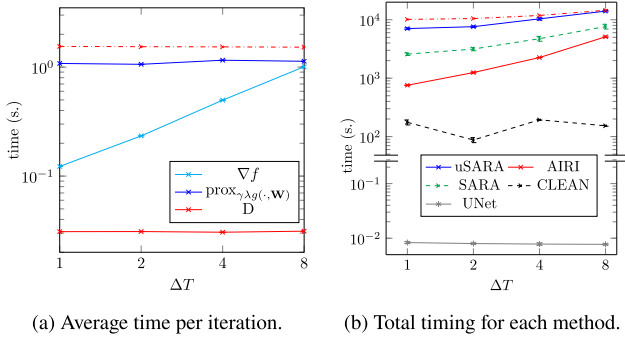 time (s.)
10^0
10^{-1}
∇f
prox_{γλg(·,W)}
D
1 2 4 8
ΔT
(a) Average time per iteration.
time (s.)
10^4
10^3
10^2
10^{-1}
10^{-2}
uSARA AIRI
SARA CLEAN
UNet
1 2 4 8
ΔT
(b) Total timing for each method.